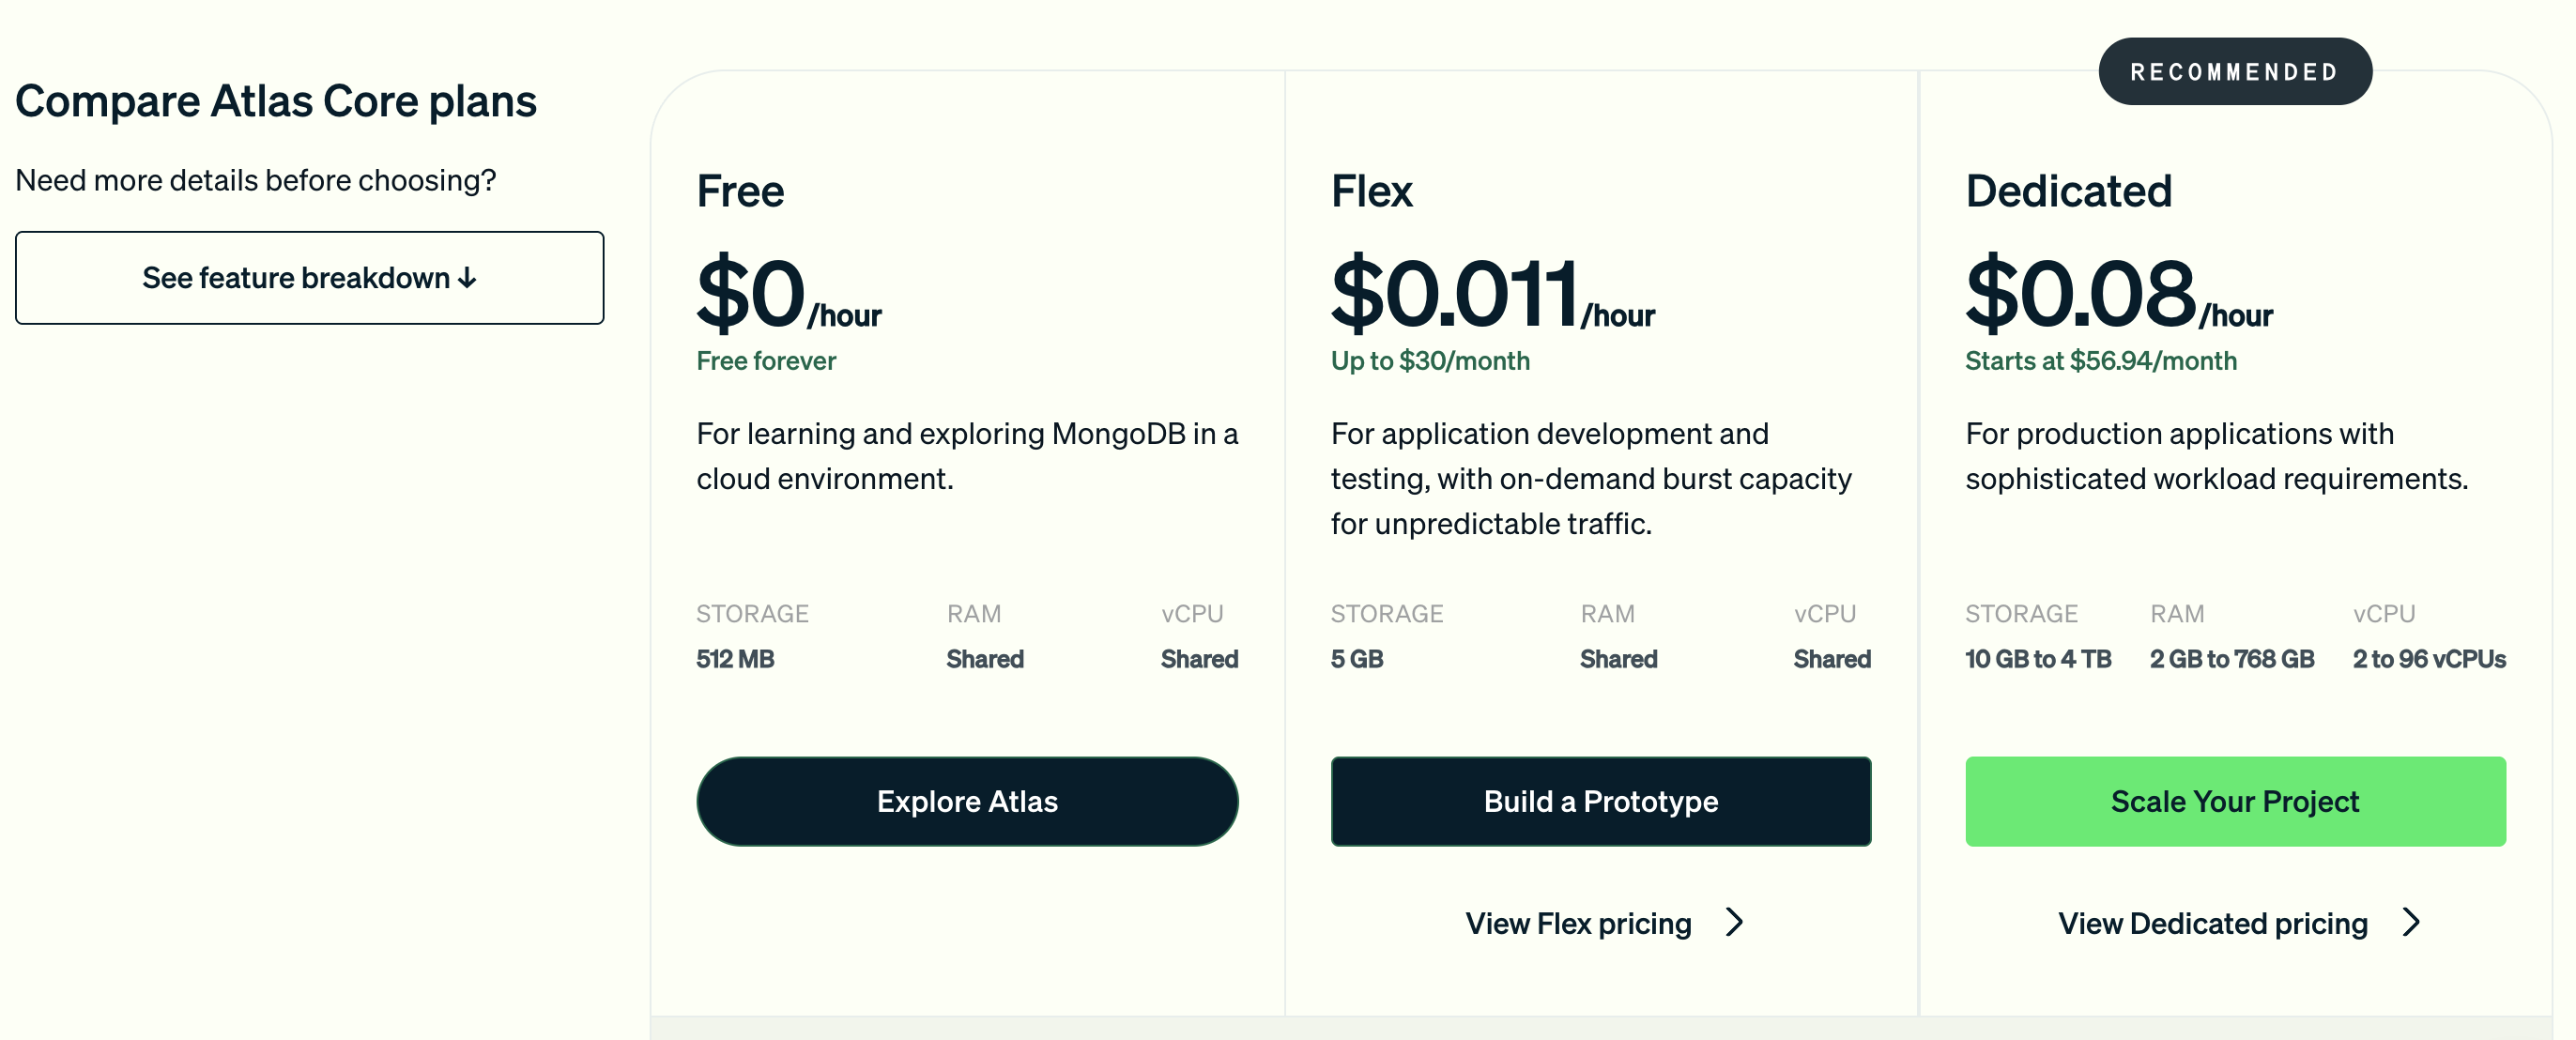 Compare Atlas Core plans
Need more details before choosing?
See feature breakdown ↓
Free
$0/hour
Free forever
For learning and exploring MongoDB in a
cloud environment.
STORAGE RAM vCPU
512 MB Shared Shared
Explore Atlas
Flex
$0.011/hour
Up to $30/month
For application development and
testing, with on-demand burst capacity
for unpredictable traffic.
STORAGE RAM vCPU
5 GB Shared Shared
Build a Prototype
View Flex pricing
RECOMMENDED
Dedicated
$0.08/hour
Starts at $56.94/month
For production applications with
sophisticated workload requirements.
STORAGE RAM vCPU
10 GB to 4 TB 2 GB to 768 GB 2 to 96 vCPUs
Scale Your Project
View Dedicated pricing